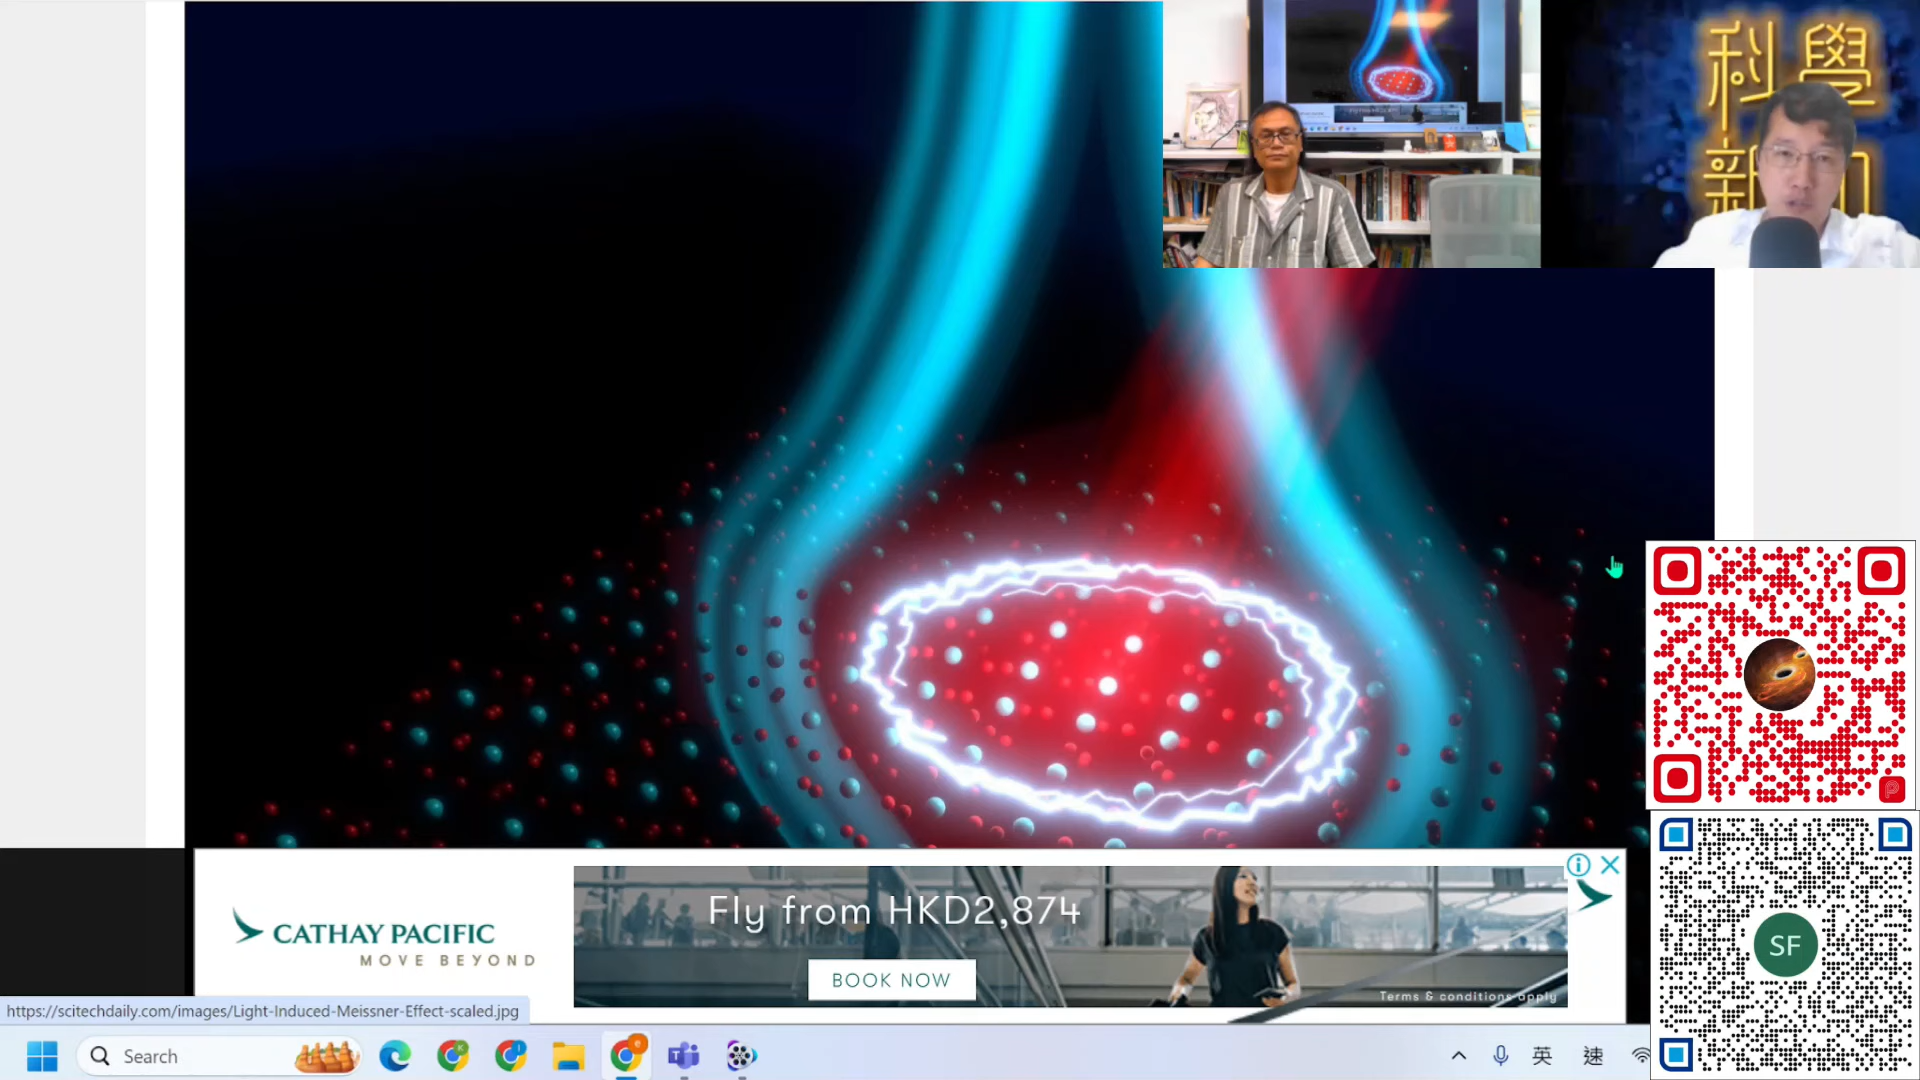 科學
新
Fly from HKD2,874
CATHAY PACIFIC
MOVE BEYOND
BOOK NOW
Terms & conditions apply
SF
https://scitechdaily.com/images/Light-Induced-Meissner-Effect-scaled.jpg
Search
英
速